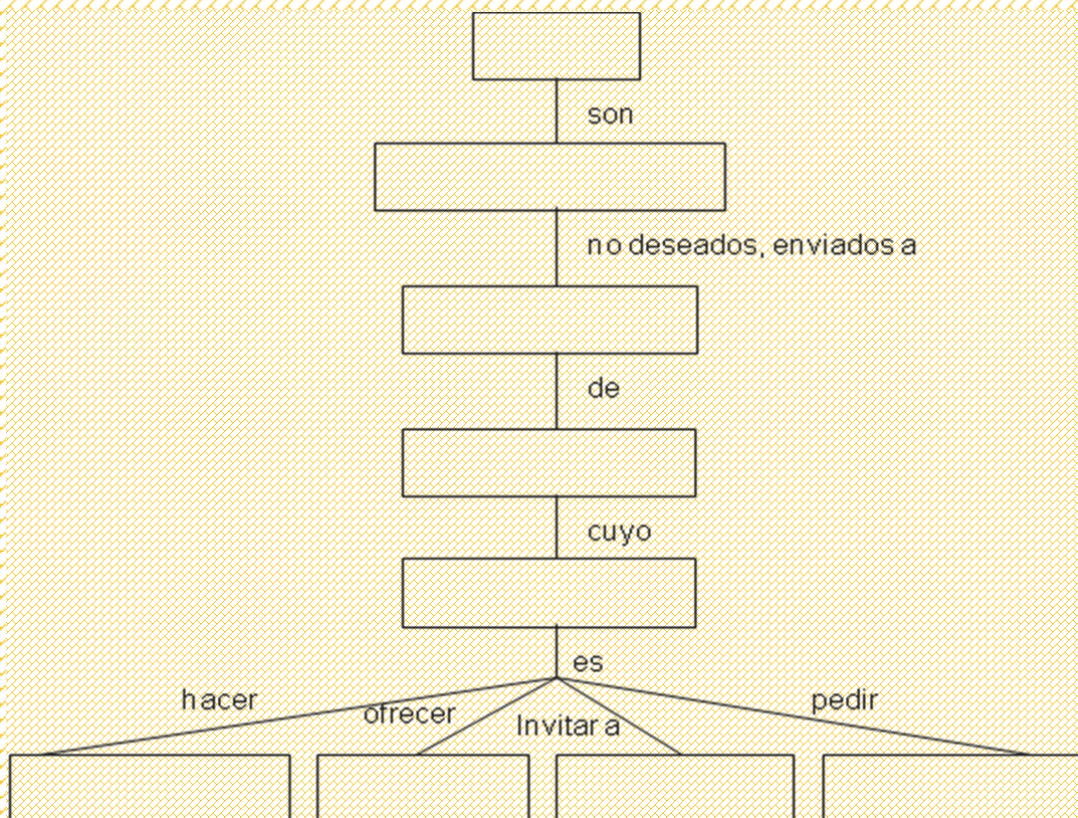 son
no deseados, enviados a
de
cuyo
es
hacer
ofrecer
Invitar a
pedir